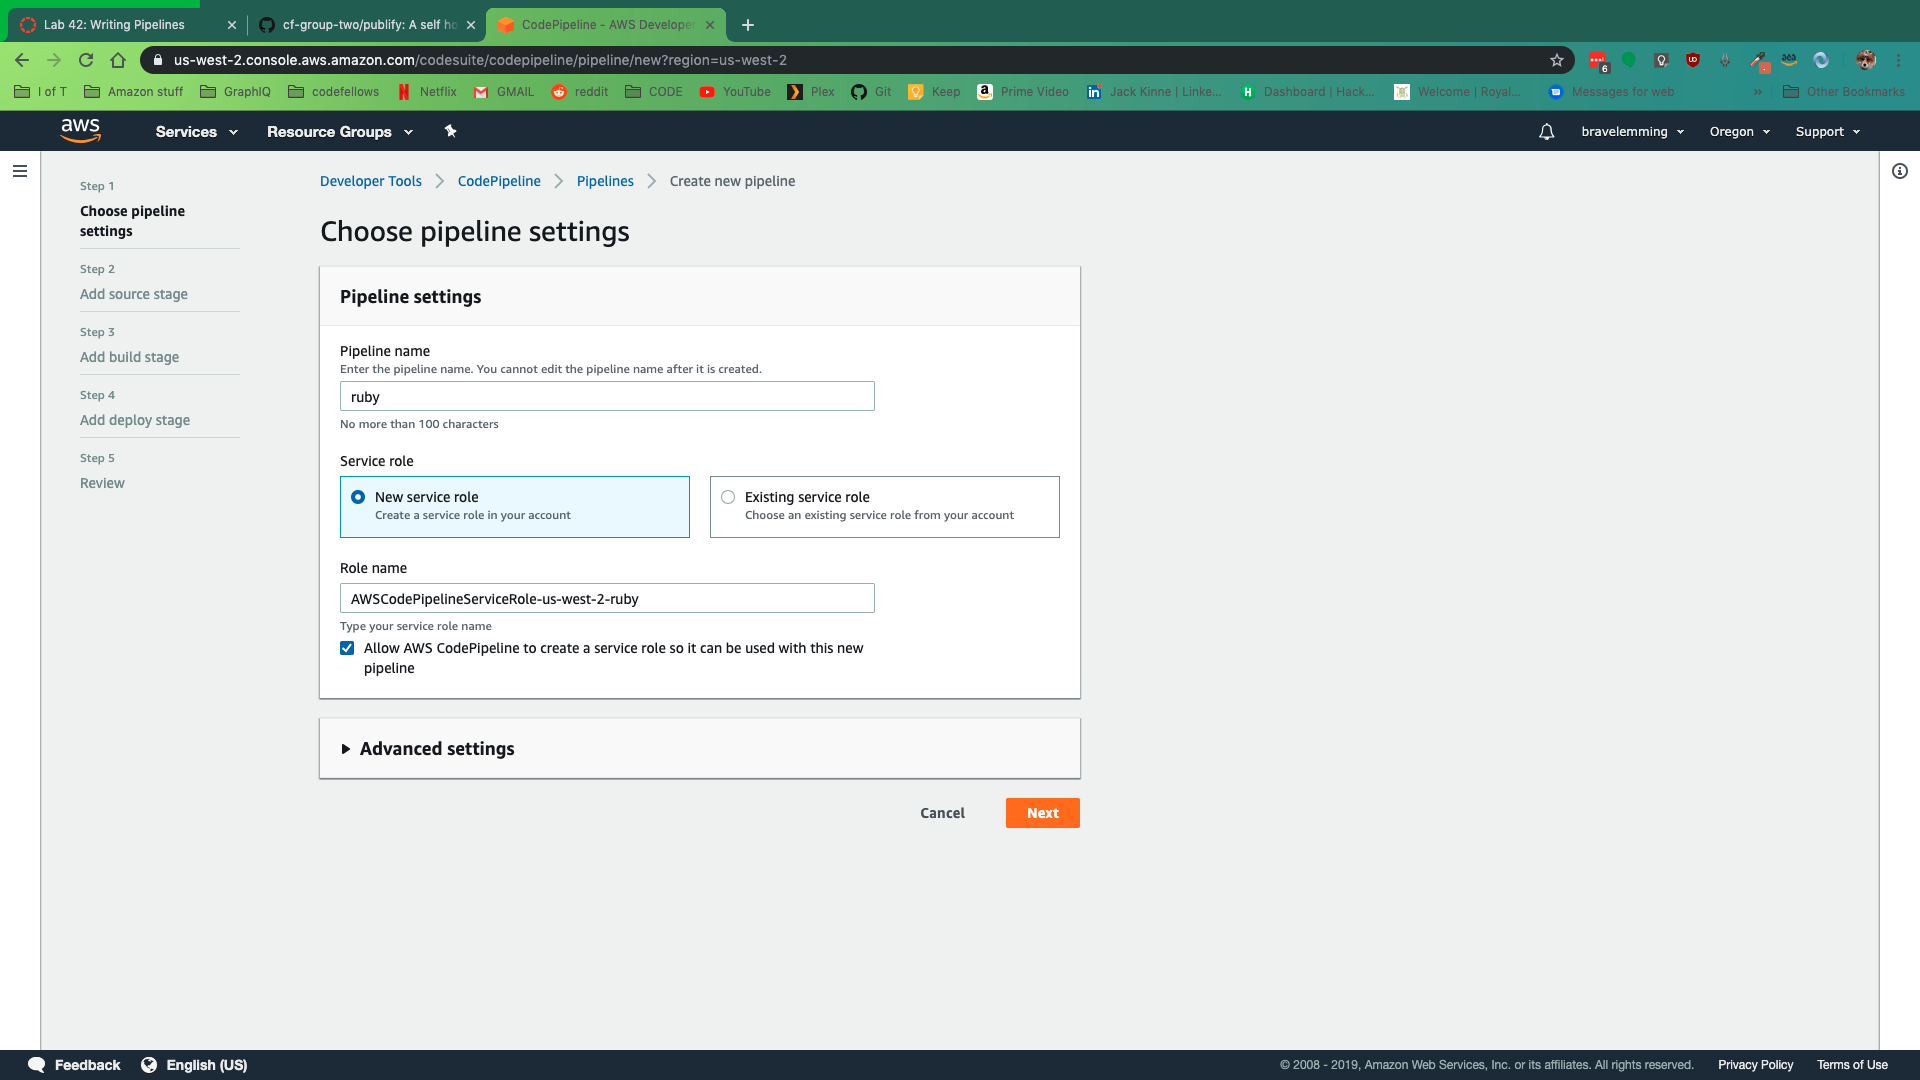 Lab 42: Writing Pipelines
cf-group-two/publify: A self ho
CodePipeline - AWS Developer
us-west-2.console.aws.amazon.com/codesuite/codepipeline/pipeline/new?region=us-west-2
6
I of T
Amazon stuff
GraphIQ
codefellows
Netflix
GMAIL
reddit
CODE
YouTube
Plex
Git
Keep
Prime Video
Jack Kinne | Linke...
Dashboard | Hack...
Welcome | Royal...
Messages for web
»
Other Bookmarks
aws
Services
Resource Groups
bravelemming
Oregon
Support
Step 1
Choose pipeline
settings
Step 2
Add source stage
Step 3
Add build stage
Step 4
Add deploy stage
Step 5
Review
Developer Tools
CodePipeline
Pipelines
Create new pipeline
Choose pipeline settings
Pipeline settings
Pipeline name
Enter the pipeline name. You cannot edit the pipeline name after it is created.
ruby
No more than 100 characters
Service role
New service role
Create a service role in your account
Existing service role
Choose an existing service role from your account
Role name
AWSCodePipelineServiceRole-us-west-2-ruby
Type your service role name
Allow AWS CodePipeline to create a service role so it can be used with this new
pipeline
Advanced settings
Cancel
Next
Feedback
English (US)
© 2008 - 2019, Amazon Web Services, Inc. or its affiliates. All rights reserved.
Privacy Policy
Terms of Use